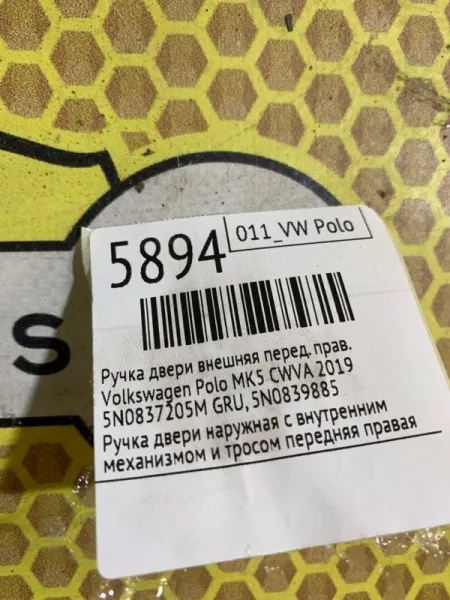 5894
011_VW Polo
Ручка двери внешняя перед. прав.
Volkswagen Polo MK5 CWVA 2019
5N0837205M GRU, 5N0839885
Ручка двери наружная с внутренним
механизмом и тросом передняя правая
S